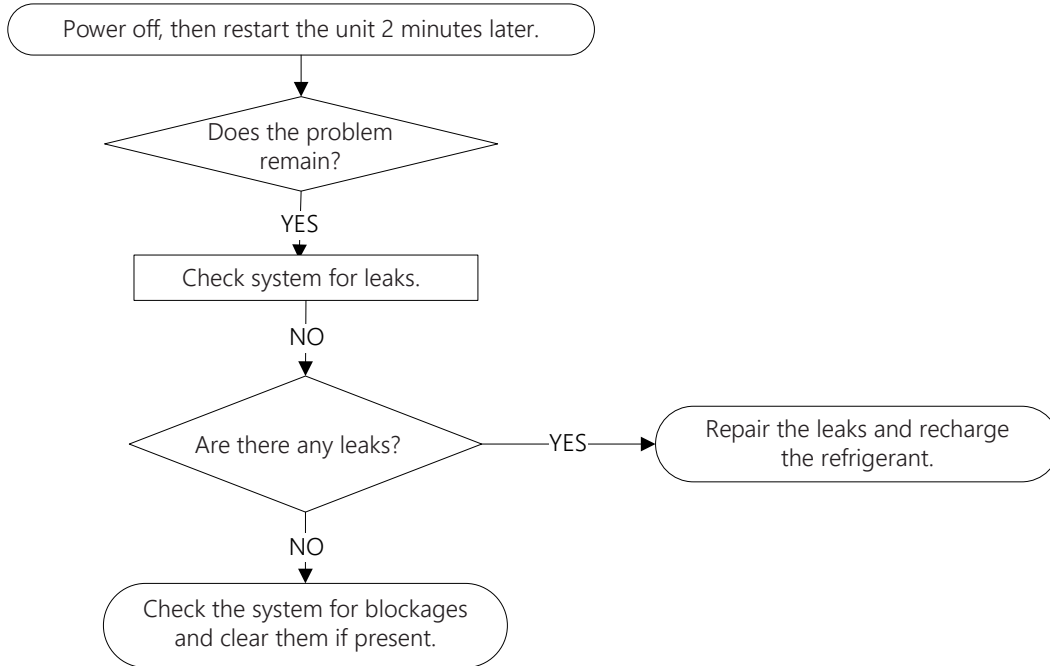 Power off, then restart the unit 2 minutes later.
Does the problem
remain?
YES
Check system for leaks.
NO
Are there any leaks?
YES
Repair the leaks and recharge
the refrigerant.
NO
Check the system for blockages
and clear them if present.